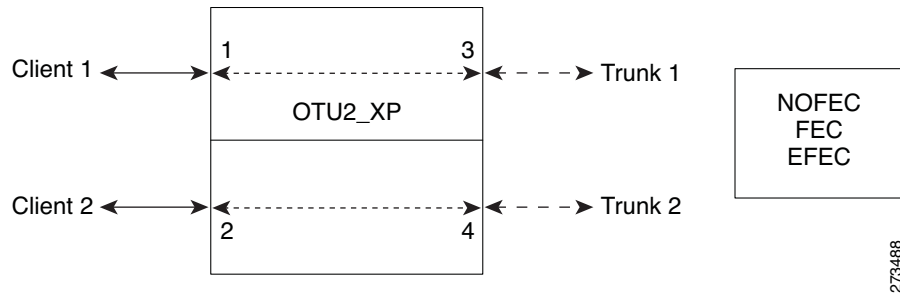 1
3
Client 1
Trunk 1
OTU2_XP
NOFEC
FEC
EFEC
Client 2
Trunk 2
2
4
273488